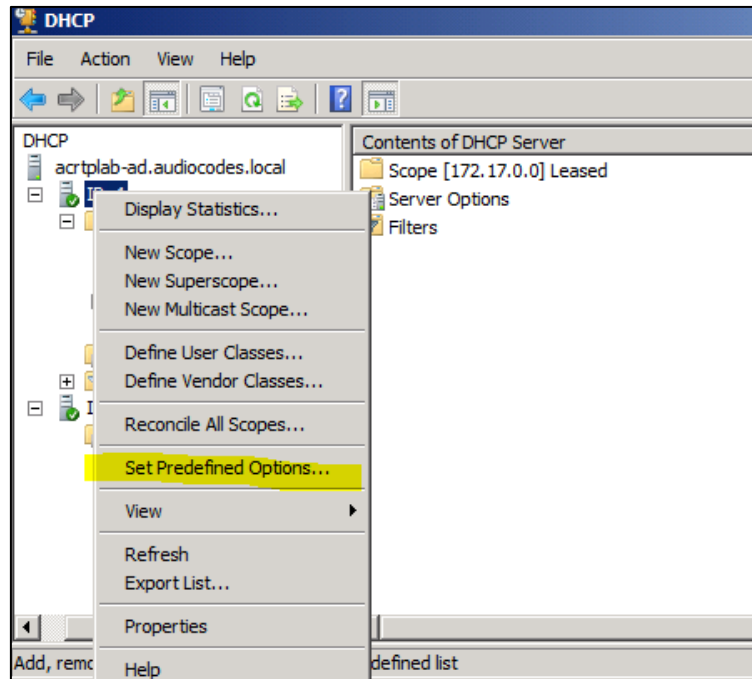 DHCP
File Action View Help
DHCP
acrtplab-ad.audiocodes.local
Contents of DHCP Server
Scope [172.17.0.0] Leased
Server Options
Filters
Display Statistics...
New Scope...
New Superscope...
New Multicast Scope...
Define User Classes...
Define Vendor Classes...
Reconcile All Scopes...
Set Predefined Options...
View
Refresh
Export List...
Properties
Help
Add, remo
defined list